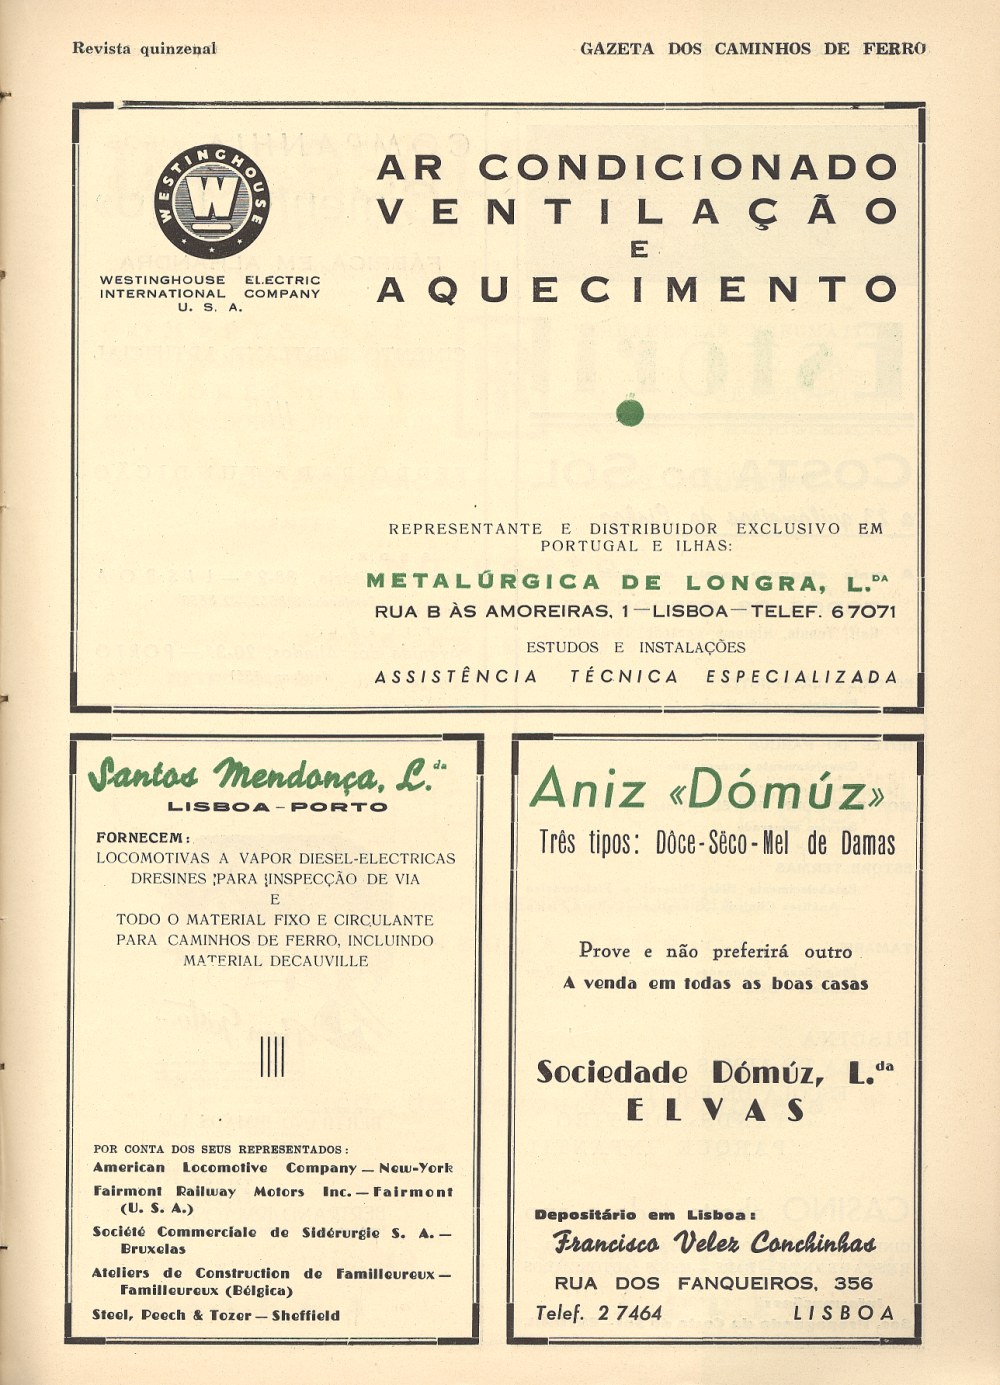 Revista quinzenal
GAZETA DOS CAMINHOS DE FERRO
WESTINGHOUSE
W
WESTINGHOUSE ELECTRIC
INTERNATIONAL COMPANY
U. S. A.
AR CONDICIONADO
VENTILAÇÃO
E
AQUECIMENTO
REPRESENTANTE E DISTRIBUIDOR EXCLUSIVO EM
PORTUGAL E ILHAS:
METALÚRGICA DE LONGRA, L.DA
RUA B ÀS AMOREIRAS, 1—LISBOA—TELEF. 67071
ESTUDOS E INSTALAÇÕES
ASSISTÊNCIA TÉCNICA ESPECIALIZADA
Santos Mendonça, L.da
LISBOA-PORTO
FORNECEM:
LOCOMOTIVAS A VAPOR DIESEL-ELECTRICAS
DRESINES PARA INSPECÇÃO DE VIA
E
TODO O MATERIAL FIXO E CIRCULANTE
PARA CAMINHOS DE FERRO, INCLUINDO
MATERIAL DECAUVILLE
POR CONTA DOS SEUS REPRESENTADOS:
American Locomotive Company — New-York
Fairmont Railway Motors Inc. — Fairmont
(U. S. A.)
Société Commerciale de Sidérurgie S. A. —
Bruxelas
Ateliers de Construction de Familleureux —
Familleureux (Bélgica)
Steel, Peech & Tozer — Sheffield
Aniz «Dómúz»
Três tipos: Dôce-Sêco-Mel de Damas
Prove e não preferirá outro
A venda em todas as boas casas
Sociedade Dómúz, L.da
ELVAS
Depositário em Lisboa:
Francisco Velez Conchinhas
RUA DOS FANQUEIROS, 356
Telef. 2 7464 LISBOA